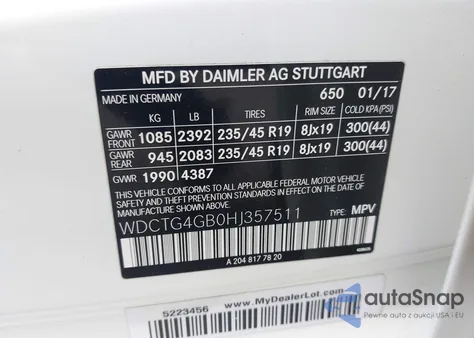 MFD BY DAIMLER AG STUTTGART
MADE IN GERMANY 650 01/17
KG LB TIRES RIM SIZE COLD KPA(PSI)
GAWR FRONT 1085 2392 235/45 R19 8Jx19 300(44)
GAWR REAR 945 2083 235/45 R19 8Jx19 300(44)
GVWR 1990 4387
THIS VEHICLE CONFORMS TO ALL APPLICABLE FEDERAL MOTOR VEHICLE
SAFETY AND THEFT PREVENTION STANDARDS IN EFFECT ON THE DATE OF
MANUFACTURE SHOWN ABOVE.
WDCTG4GB0HJ357511 TYPE: MPV
A 204 817 78 20
5223456 www.MyDealerLot.com
autoSnap
Pewne auta z aukcji USA i EU